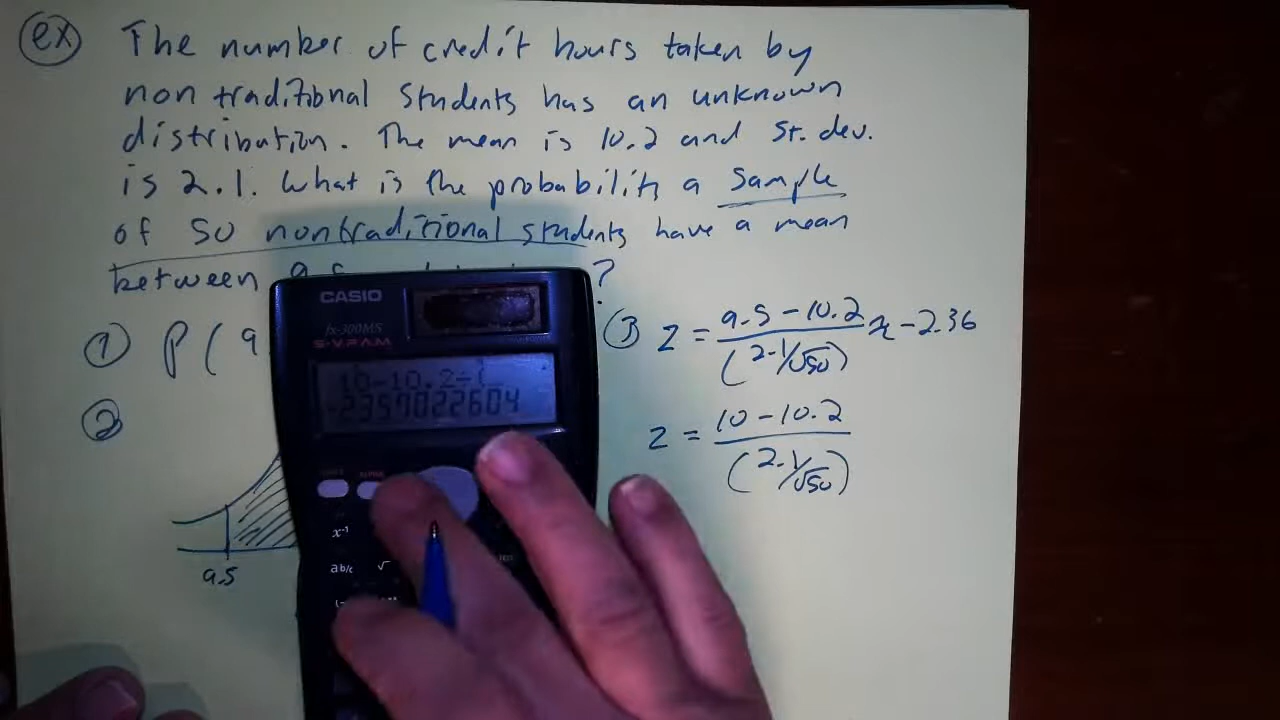 ex The number of credit hours taken by
nontraditional students has an unknown
distribution. The mean is 10.2 and St. dev.
is 2.1. What is the probability a sample
of 50 nontraditional students have a mean
between ?
① P(9
②
9.5
③ z = 9.5-10.2/(2.1/√50) ≈ -2.36
z = 10-10.2/(2.1/√50)
CASIO
fx-300MS
S-V.P.A.M.
10-10.2÷(
-2.357022604
ALPHA
x⁻¹
ab/c √